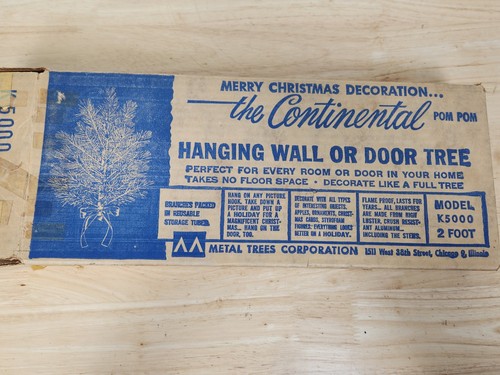 K5000
MERRY CHRISTMAS DECORATION...
the Continental POM POM
HANGING WALL OR DOOR TREE
PERFECT FOR EVERY ROOM OR DOOR IN YOUR HOME
TAKES NO FLOOR SPACE • DECORATE LIKE A FULL TREE
BRANCHES PACKED
IN REUSABLE
STORAGE TUBES.
HANG ON ANY PICTURE
HOOK, TAKE DOWN A
PICTURE AND PUT UP
A HOLIDAY FOR A
MAGNIFICENT CHRIST-
MAS. HANG ON THE
DOOR, TOO.
DECORATE WITH ALL TYPES
OF INTERESTING OBJECTS.
APPLES, ORNAMENTS, CHRIST-
MAS CARDS, STYROFOAM
FIGURES. EVERYTHING LOOKS
BETTER ON A HOLIDAY.
FLAME PROOF, LASTS FOR
YEARS... ALL BRANCHES
ARE MADE FROM HIGH
LUSTER, CRUSH RESIST-
ANT ALUMINUM...
INCLUDING THE STEMS.
MODEL
K5000
2 FOOT
METAL TREES CORPORATION 1511 West 38th Street, Chicago 9, Illinois